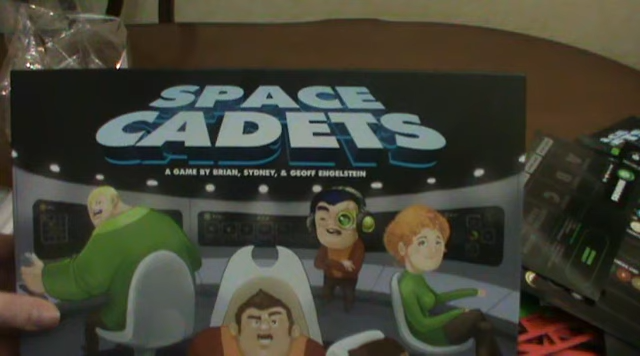 SPACE
CADETS
A GAME BY BRIAN, SYDNEY, & GEOFF ENGELSTEIN